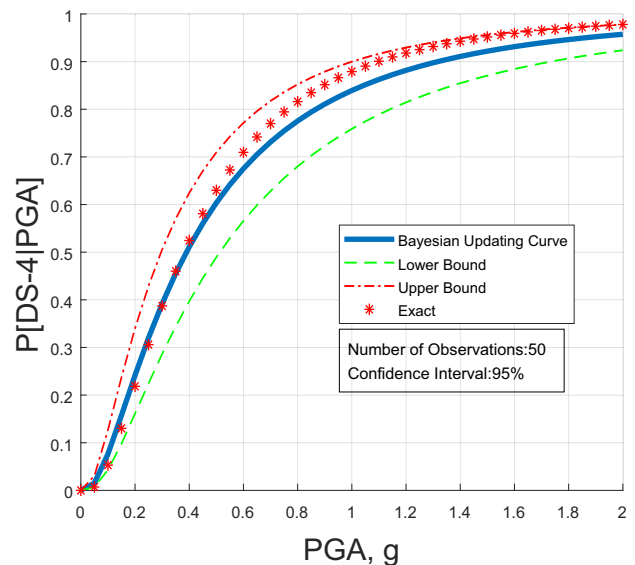 P[DS-4|PGA]
1
0.9
0.8
0.7
0.6
0.5
0.4
0.3
0.2
0.1
0
Bayesian Updating Curve
Lower Bound
Upper Bound
Exact
Number of Observations:50
Confidence Interval:95%
0 0.2 0.4 0.6 0.8 1 1.2 1.4 1.6 1.8 2
PGA, g